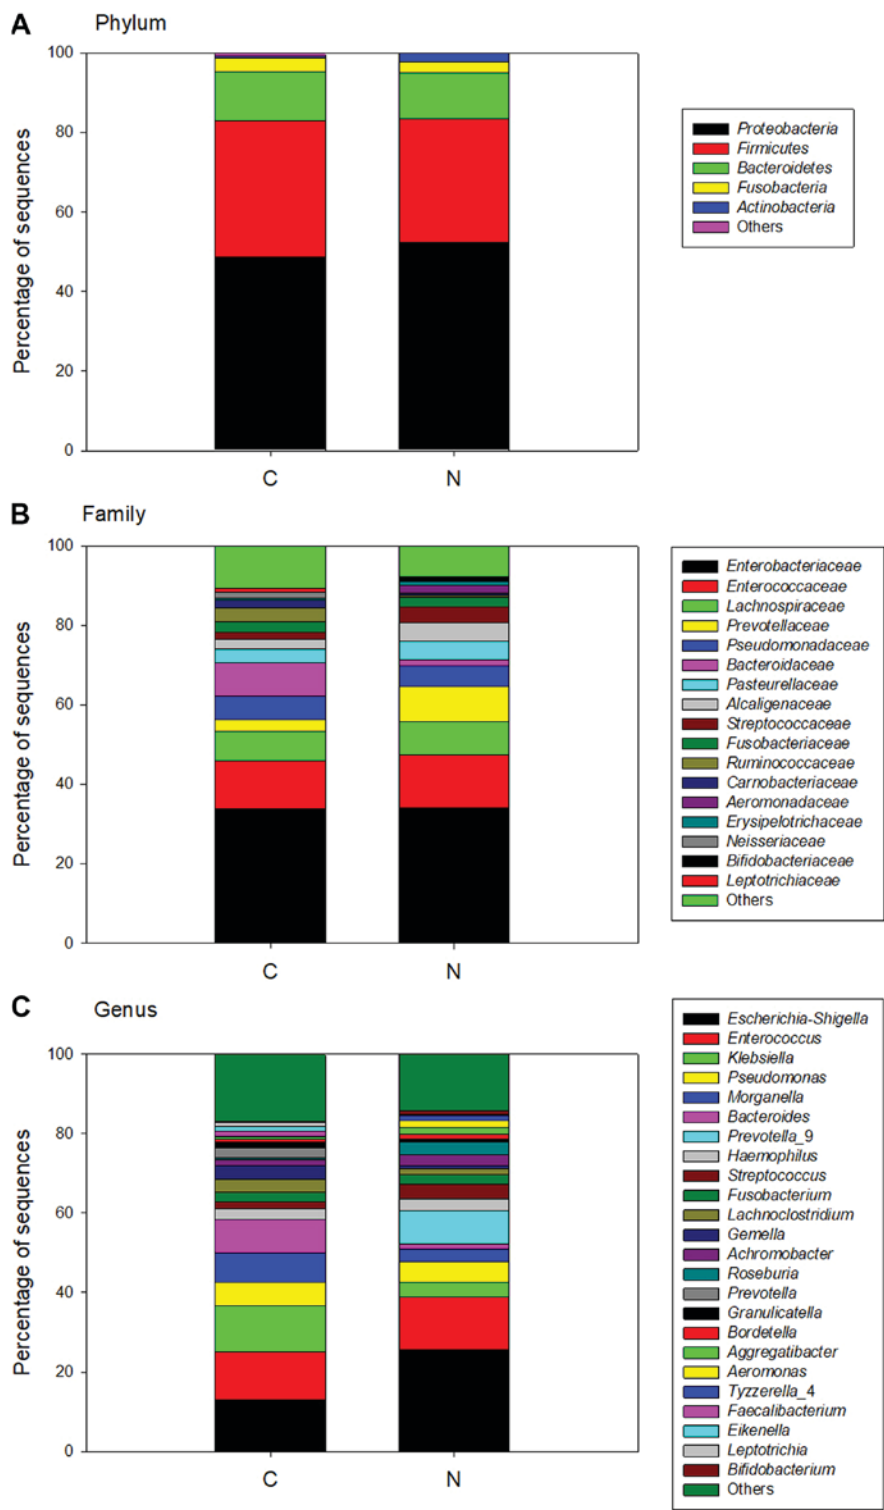 A
Phylum
100
80
60
40
20
0
Percentage of sequences
C
N
Proteobacteria
Firmicutes
Bacteroidetes
Fusobacteria
Actinobacteria
Others
B
Family
100
80
60
40
20
0
Percentage of sequences
C
N
Enterobacteriaceae
Enterococcaceae
Lachnospiraceae
Prevotellaceae
Pseudomonadaceae
Bacteroidaceae
Pasteurellaceae
Alcaligenaceae
Streptococcaceae
Fusobacteriaceae
Ruminococcaceae
Carnobacteriaceae
Aeromonadaceae
Erysipelotrichaceae
Neisseriaceae
Bifidobacteriaceae
Leptotrichiaceae
Others
C
Genus
100
80
60
40
20
0
Percentage of sequences
C
N
Escherichia-Shigella
Enterococcus
Klebsiella
Pseudomonas
Morganella
Bacteroides
Prevotella_9
Haemophilus
Streptococcus
Fusobacterium
Lachnoclostridium
Gemella
Achromobacter
Roseburia
Prevotella
Granulicatella
Bordetella
Aggregatibacter
Aeromonas
Tyzzerella_4
Faecalibacterium
Eikenella
Leptotrichia
Bifidobacterium
Others